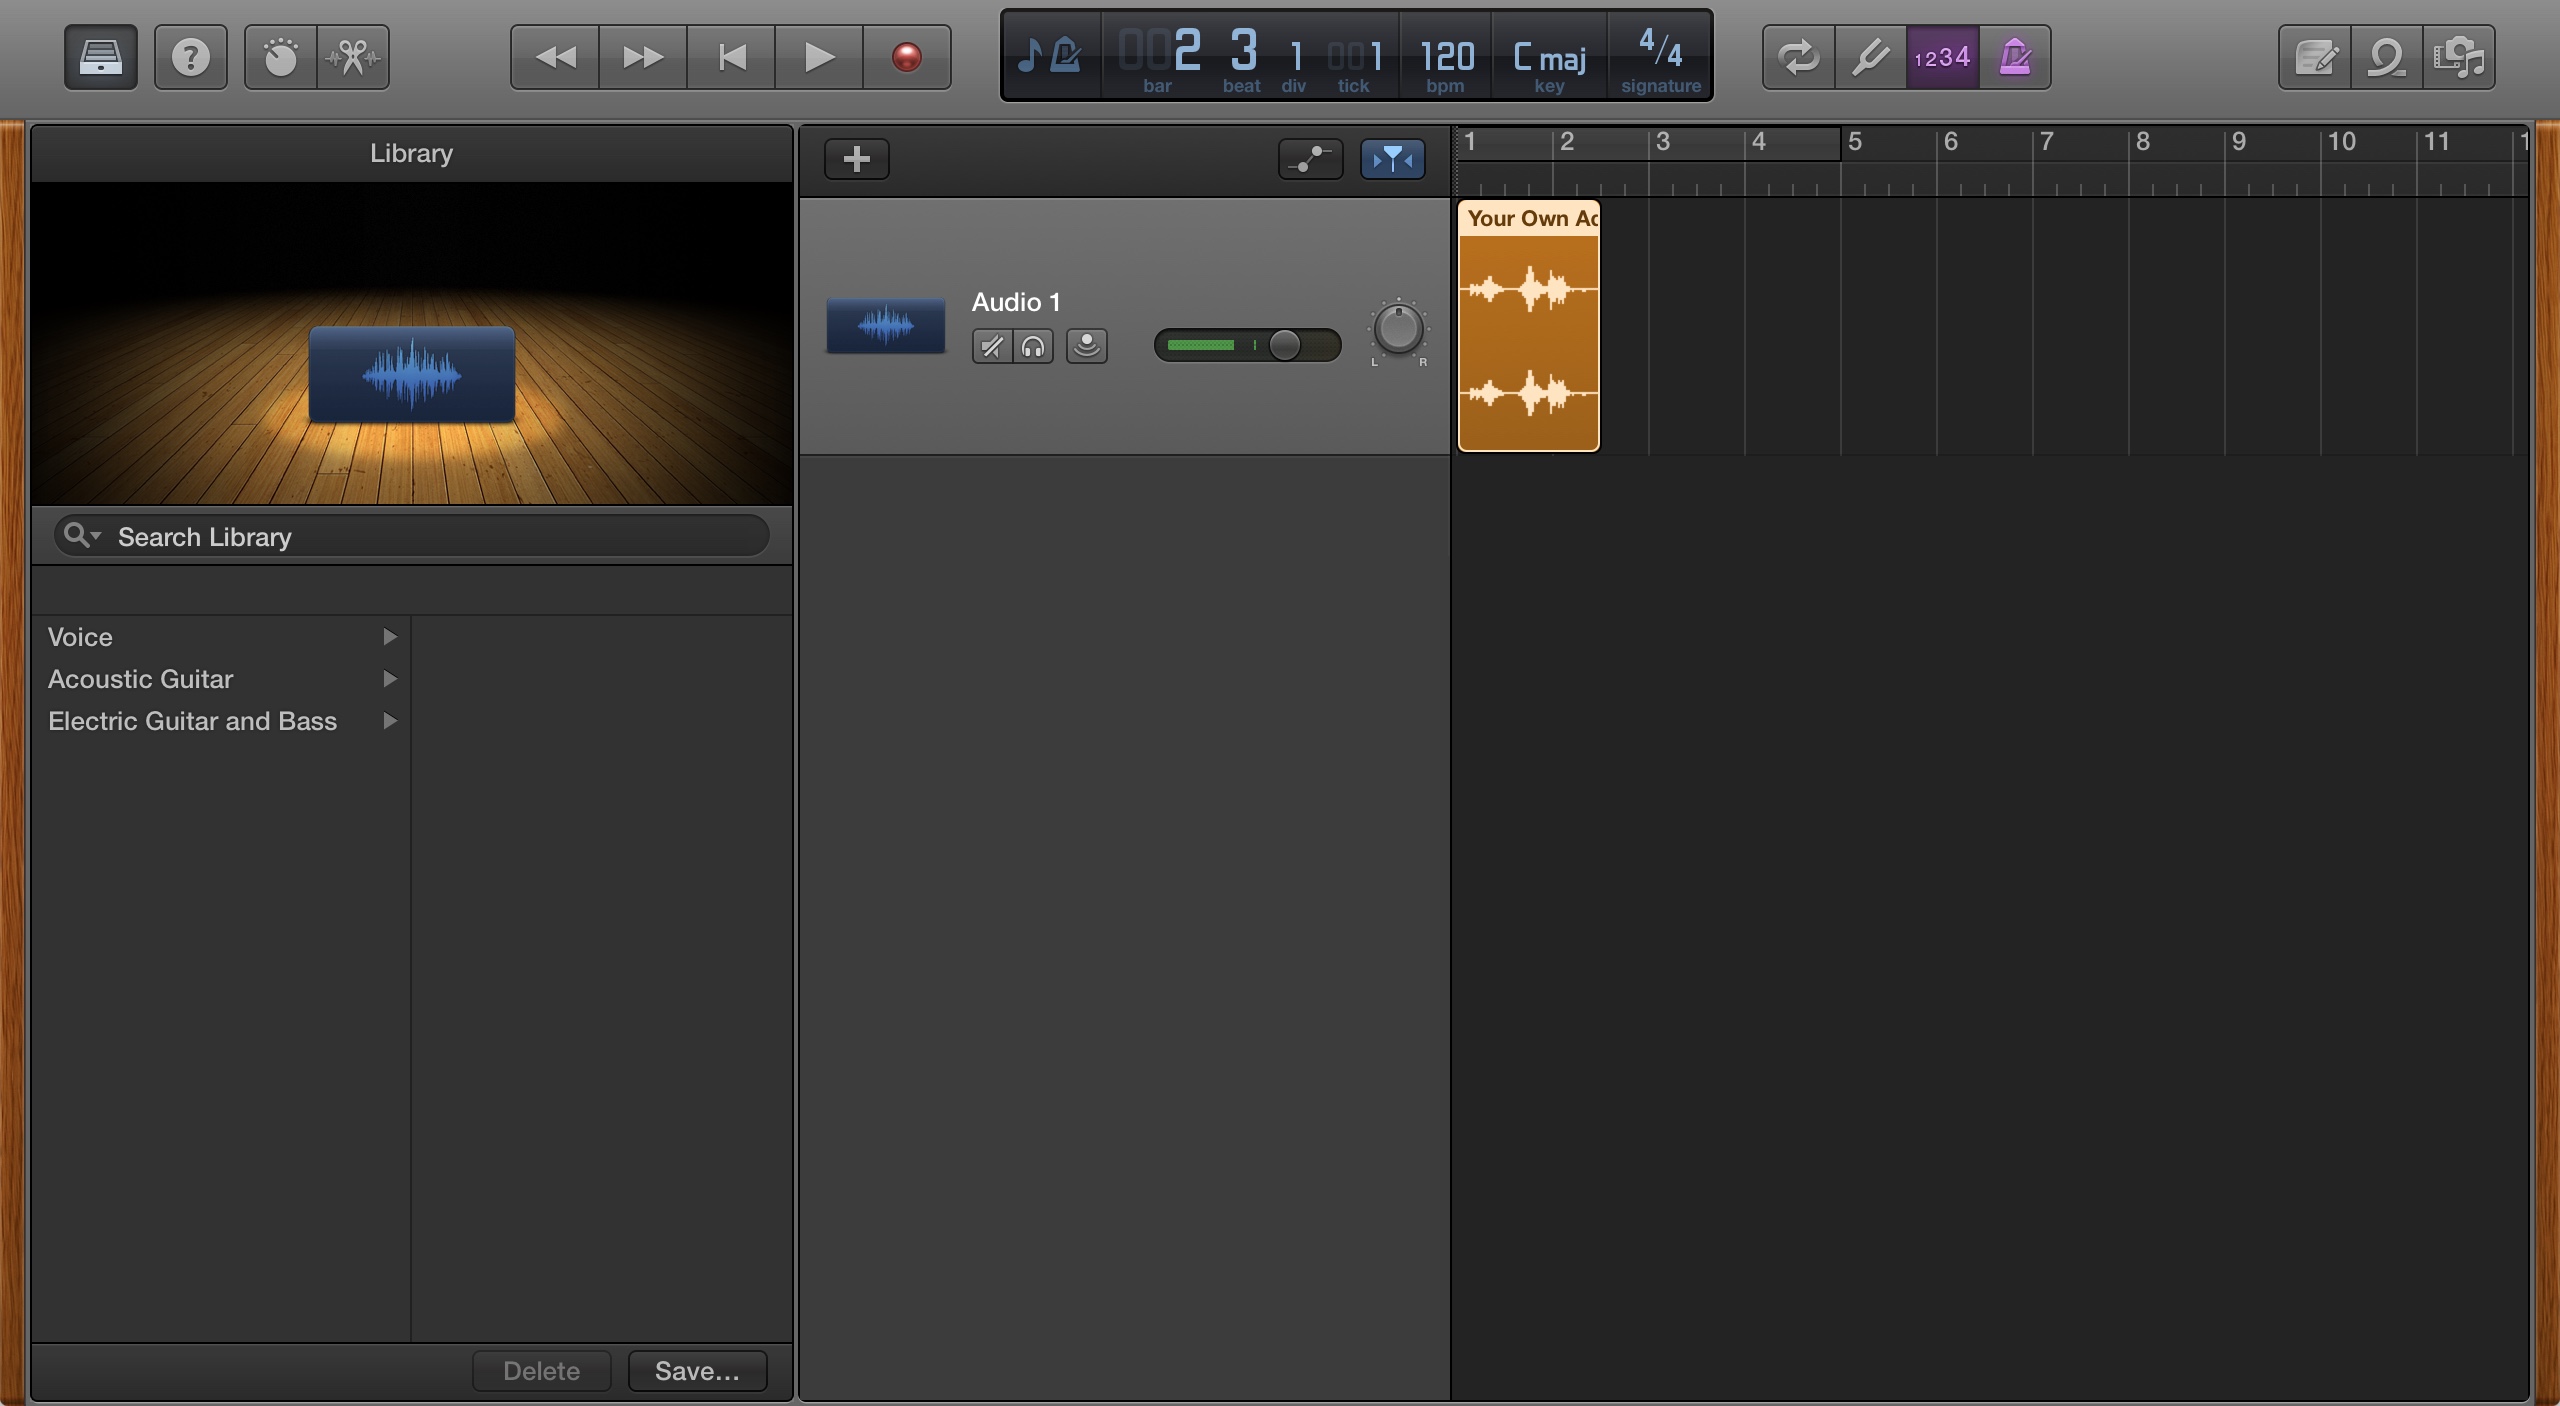 002 3 1 001 120 C maj 4/4
bar beat div tick bpm key signature
1234
Library
1 2 3 4 5 6 7 8 9 10 11 1
Your Own Ac
Audio 1
L R
Search Library
Voice
Acoustic Guitar
Electric Guitar and Bass
Delete Save...